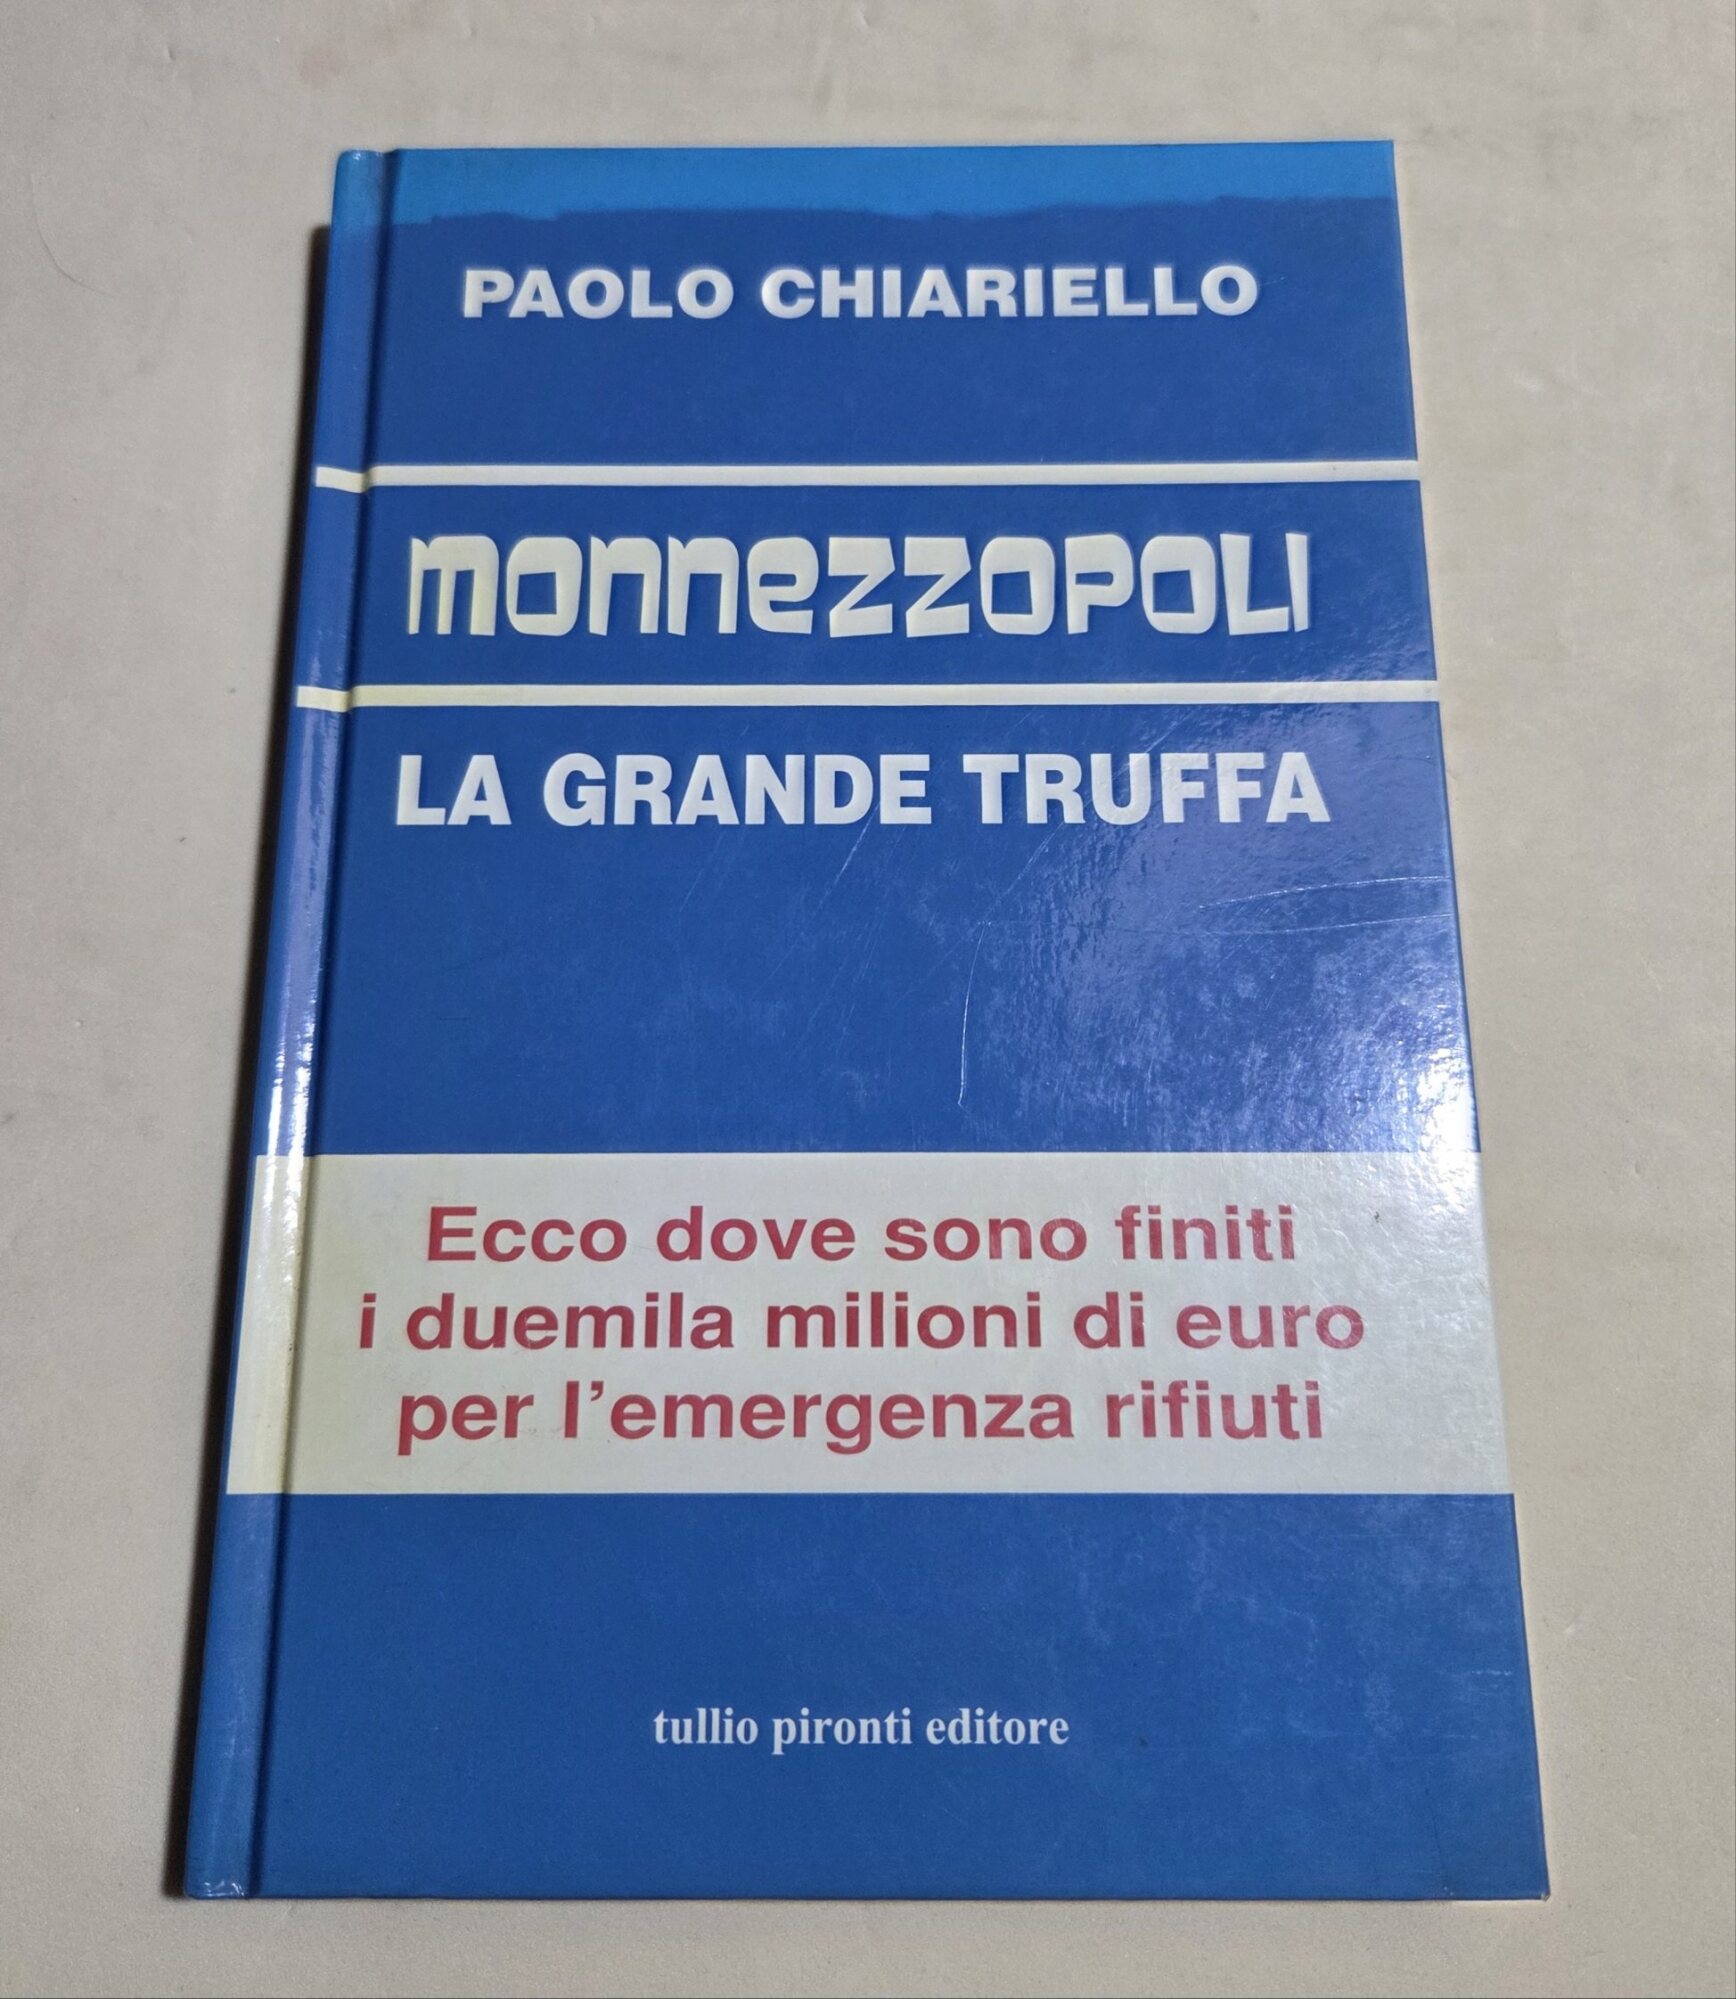 PAOLO CHIARIELLO
monnezzopoli
LA GRANDE TRUFFA
Ecco dove sono finiti
i duemila milioni di euro
per l'emergenza rifiuti
tullio pironti editore